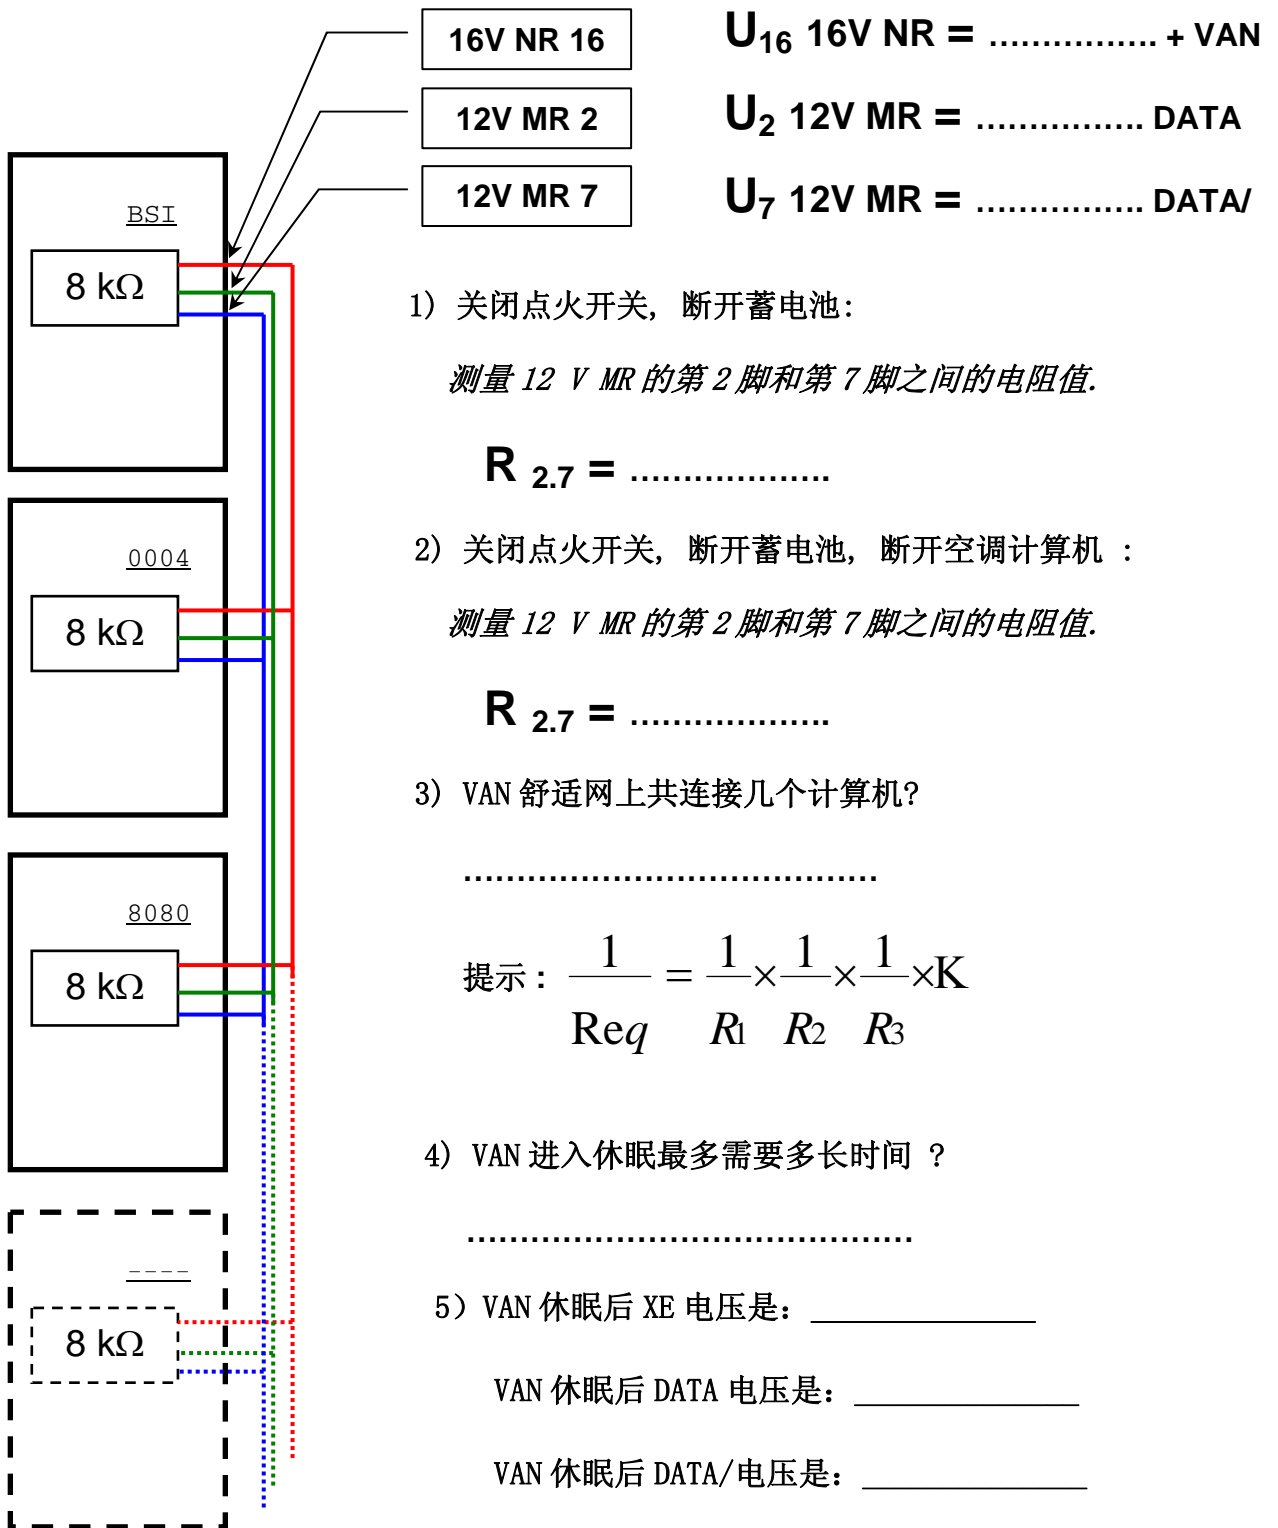 16V NR 16
U16 16V NR = ................ + VAN
12V MR 2
U2 12V MR = ................ DATA
12V MR 7
U7 12V MR = ................ DATA/
BSI
8 kΩ
1) 关闭点火开关, 断开蓄电池:
测量 12 V MR 的第 2 脚和第 7 脚之间的电阻值.
R 2.7 = ...................
0004
8 kΩ
2) 关闭点火开关, 断开蓄电池, 断开空调计算机 :
测量 12 V MR 的第 2 脚和第 7 脚之间的电阻值.
R 2.7 = ...................
3) VAN 舒适网上共连接几个计算机?
.......................................
8080
8 kΩ
提示 : 1/Req = 1/R1 × 1/R2 × 1/R3 ×K
4) VAN 进入休眠最多需要多长时间 ?
..........................................
----
8 kΩ
5) VAN 休眠后 XE 电压是: ______________
VAN 休眠后 DATA 电压是: ______________
VAN 休眠后 DATA/电压是: ______________